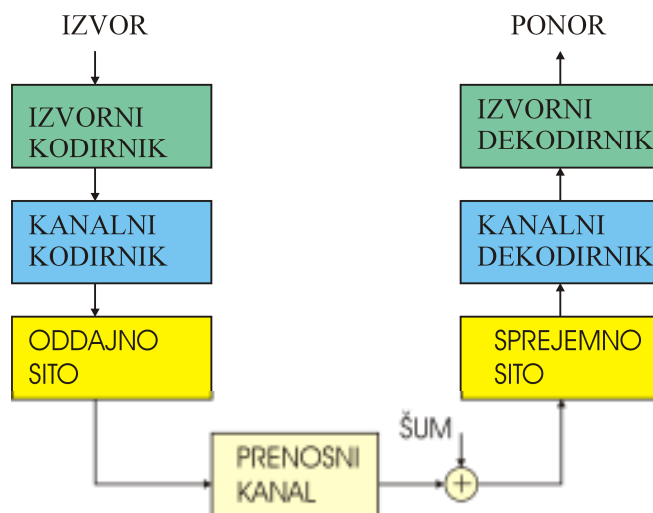 IZVOR
IZVORNI
KODIRNIK
KANALNI
KODIRNIK
ODDAJNO
SITO
PRENOSNI
KANAL
ŠUM
+
SPREJEMNO
SITO
KANALNI
DEKODIRNIK
IZVORNI
DEKODIRNIK
PONOR